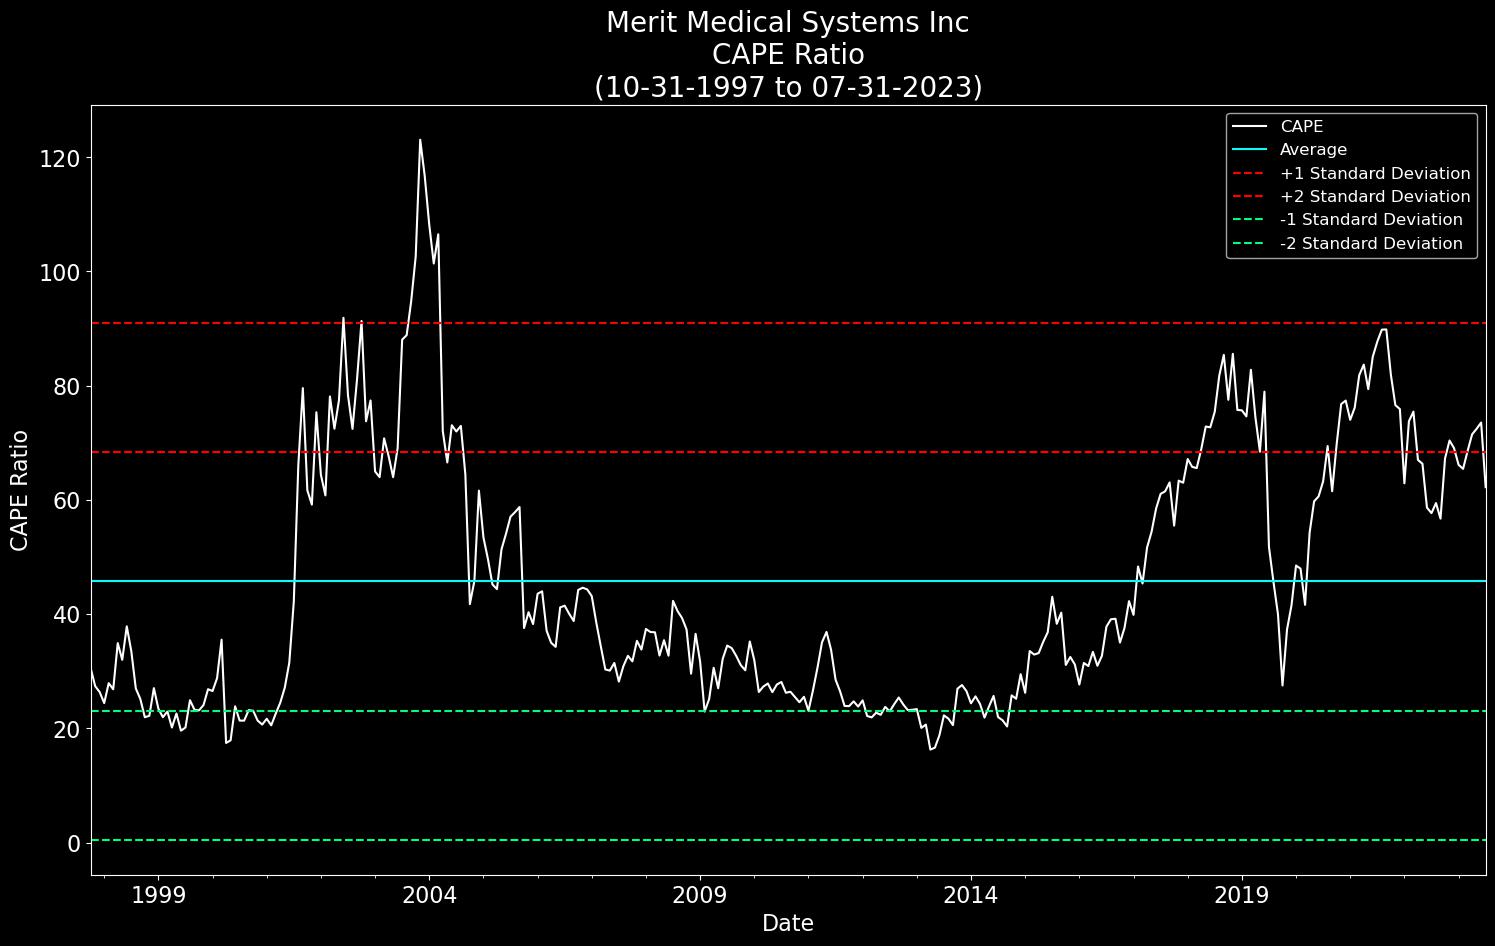 Merit Medical Systems Inc
CAPE Ratio
(10-31-1997 to 07-31-2023)
CAPE
Average
+1 Standard Deviation
+2 Standard Deviation
-1 Standard Deviation
-2 Standard Deviation
CAPE Ratio
120
100
80
60
40
20
0
1999
2004
2009
2014
2019
Date